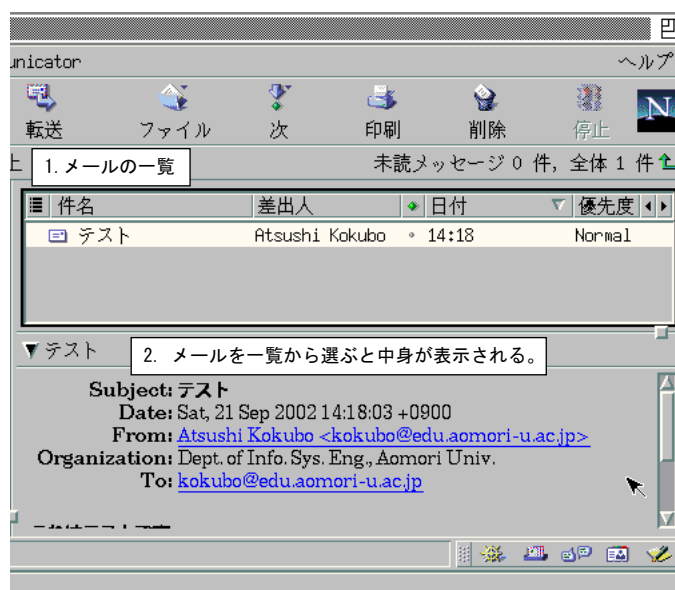 unicator ヘルプ
転送 ファイル 次 印刷 削除 停止 N
1.メールの一覧 未読メッセージ 0 件, 全体 1 件
件名 差出人 日付 優先度
テスト Atsushi Kokubo 14:18 Normal
テスト
2. メールを一覧から選ぶと中身が表示される。
Subject: テスト
Date: Sat, 21 Sep 2002 14:18:03 +0900
From: Atsushi Kokubo <kokubo@edu.aomori-u.ac.jp>
Organization: Dept. of Info. Sys. Eng., Aomori Univ.
To: kokubo@edu.aomori-u.ac.jp